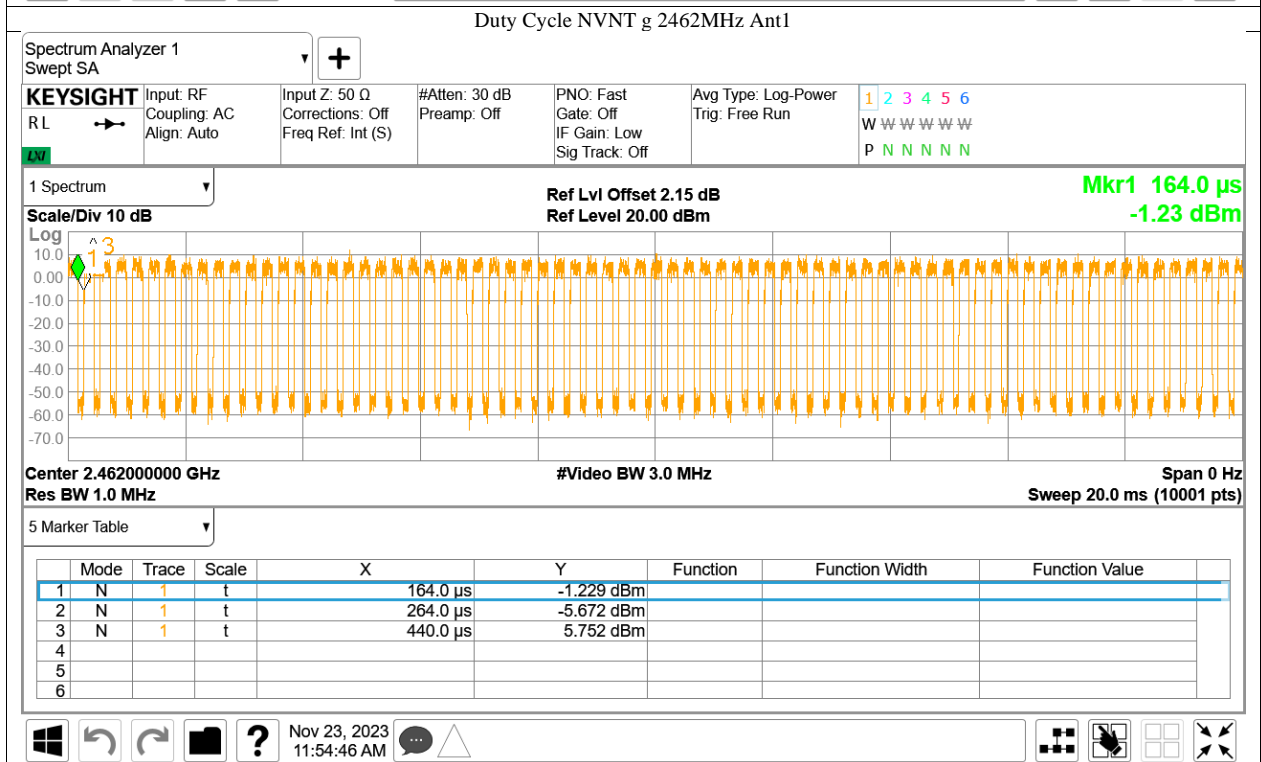 Duty Cycle NVNT g 2462MHz Ant1
Spectrum Analyzer 1
Swept SA
KEYSIGHT
RL
LXI
Input: RF
Coupling: AC
Align: Auto
Input Z: 50 Ω
Corrections: Off
Freq Ref: Int (S)
#Atten: 30 dB
Preamp: Off
PNO: Fast
Gate: Off
IF Gain: Low
Sig Track: Off
Avg Type: Log-Power
Trig: Free Run
1 2 3 4 5 6
W W W W W W
P N N N N N
1 Spectrum
Scale/Div 10 dB
Ref Lvl Offset 2.15 dB
Ref Level 20.00 dBm
Mkr1 164.0 µs
-1.23 dBm
Log
10.0
0.00
-10.0
-20.0
-30.0
-40.0
-50.0
-60.0
-70.0
1
3
Center 2.462000000 GHz
#Video BW 3.0 MHz
Span 0 Hz
Res BW 1.0 MHz
Sweep 20.0 ms (10001 pts)
5 Marker Table
Mode Trace Scale X Y Function Function Width Function Value
1 N 1 t 164.0 µs -1.229 dBm
2 N 1 t 264.0 µs -5.672 dBm
3 N 1 t 440.0 µs 5.752 dBm
4
5
6
?
Nov 23, 2023
11:54:46 AM